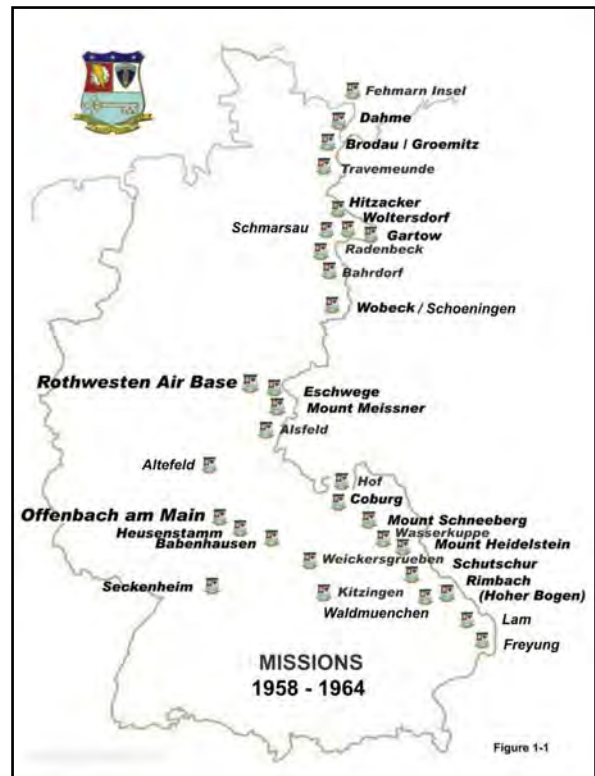 Fehmarn Insel
Dahme
Brodau / Groemitz
Travemeunde
Hitzacker
Woltersdorf
Schmarsau
Gartow
Radenbeck
Bahrdorf
Wobeck / Schoeningen
Rothwesten Air Base
Eschwege
Mount Meissner
Alsfeld
Altefeld
Hof
Coburg
Offenbach am Main
Mount Schneeberg
Heusenstamm
Wasserkuppe
Babenhausen
Mount Heidelstein
Weickersgrueben
Schutschur
Seckenheim
Kitzingen
Rimbach
(Hoher Bogen)
Waldmuenchen
Lam
Freyung
MISSIONS
1958 - 1964
Figure 1-1